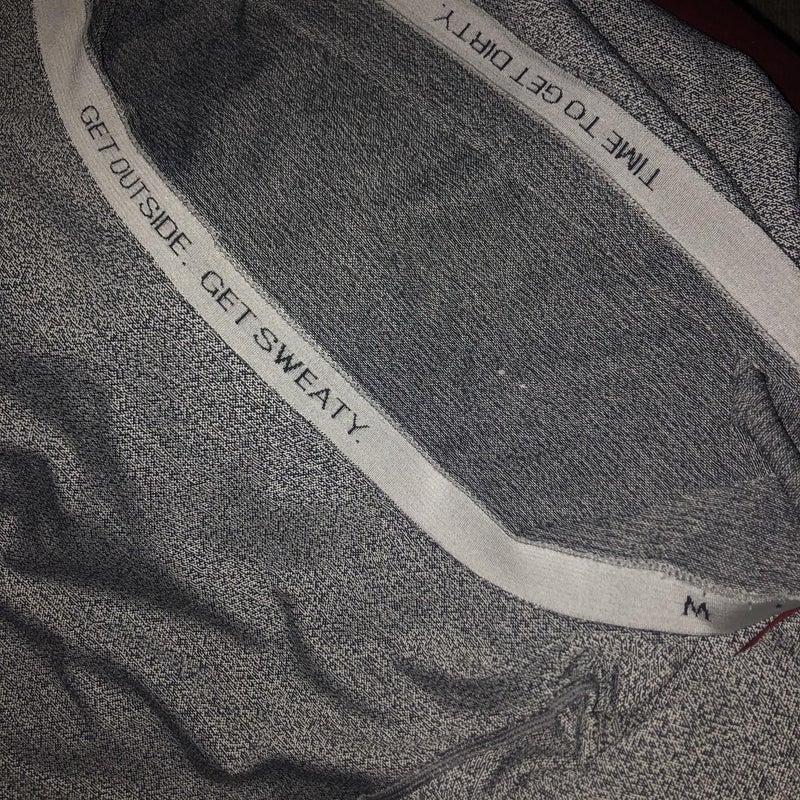 TIME TO GET DIRTY.
GET OUTSIDE. GET SWEATY.
M